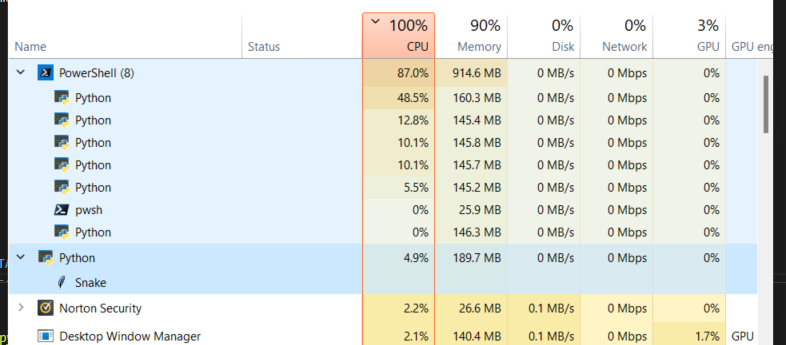 100% 90% 0% 0% 3%
Name Status CPU Memory Disk Network GPU GPU eng
PowerShell (8) 87.0% 914.6 MB 0 MB/s 0 Mbps 0%
Python 48.5% 160.3 MB 0 MB/s 0 Mbps 0%
Python 12.8% 145.4 MB 0 MB/s 0 Mbps 0%
Python 10.1% 145.8 MB 0 MB/s 0 Mbps 0%
Python 10.1% 145.7 MB 0 MB/s 0 Mbps 0%
Python 5.5% 145.2 MB 0 MB/s 0 Mbps 0%
pwsh 0% 25.9 MB 0 MB/s 0 Mbps 0%
Python 0% 146.3 MB 0 MB/s 0 Mbps 0%
Python 4.9% 189.7 MB 0 MB/s 0 Mbps 0%
Snake
Norton Security 2.2% 26.6 MB 0.1 MB/s 0 Mbps 0%
Desktop Window Manager 2.1% 140.4 MB 0 MB/s 0 Mbps 1.7% GPU